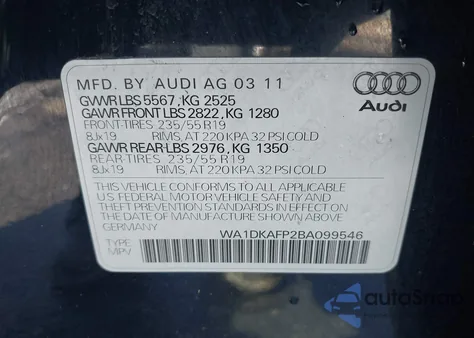 MFD. BY AUDI AG 03 11
GVWR LBS 5567, KG 2525
GAWR FRONT LBS 2822, KG 1280
FRONT-TIRES 235/55 R19
8Jx19 RIMS, AT 220 KPA 32 PSI COLD
GAWR REAR-LBS 2976, KG 1350
REAR-TIRES 235/55 R19
8Jx19 RIMS, AT 220 KPA 32 PSI COLD
THIS VEHICLE CONFORMS TO ALL APPLICABLE
U.S. FEDERAL MOTOR VEHICLE SAFETY AND
THEFT PREVENTION STANDARDS IN EFFECT ON
THE DATE OF MANUFACTURE SHOWN ABOVE.
GERMANY WA1DKAFP2BA099546
TYPE:
MPV
Audi